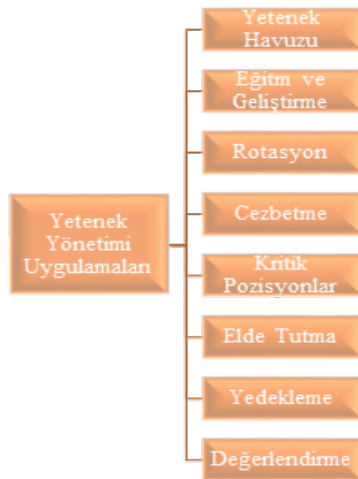 Yetenek
Havuzu
Eğitm ve
Geliştirme
Rotasyon
Cezbetme
Yetenek
Yönetimi
Uygulamaları
Kritik
Pozisyonlar
Elde Tutma
Yedekleme
Değerlendirme